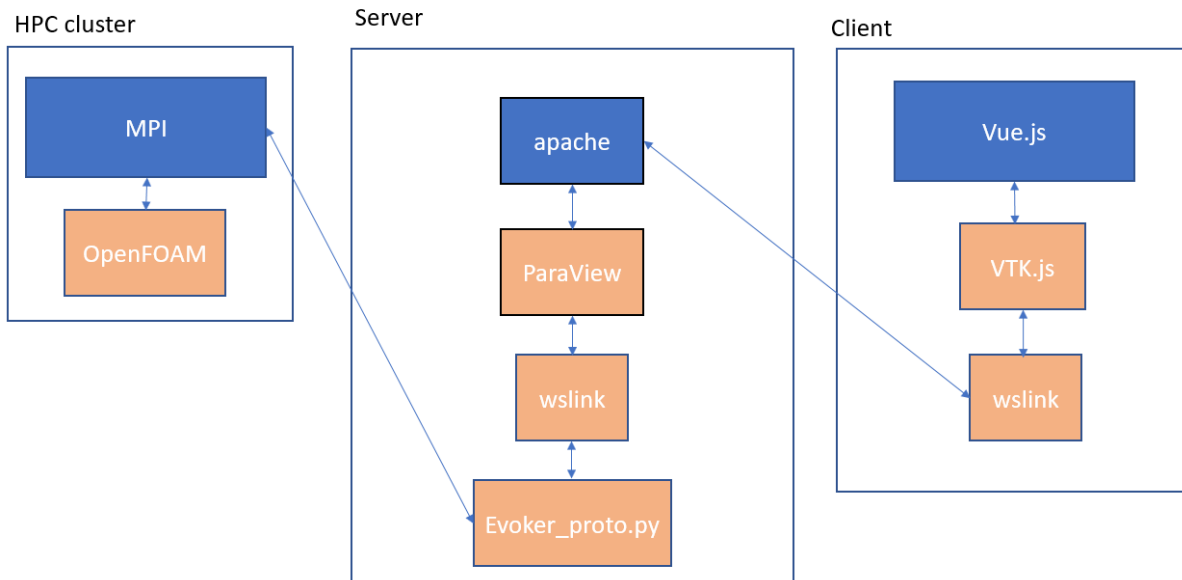 HPC cluster
MPI
OpenFOAM
Server
apache
ParaView
wslink
Evoker_proto.py
Client
Vue.js
VTK.js
wslink